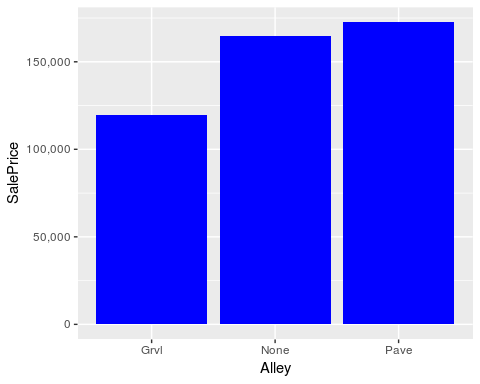 SalePrice
150,000
100,000
50,000
0
Grvl None Pave
Alley